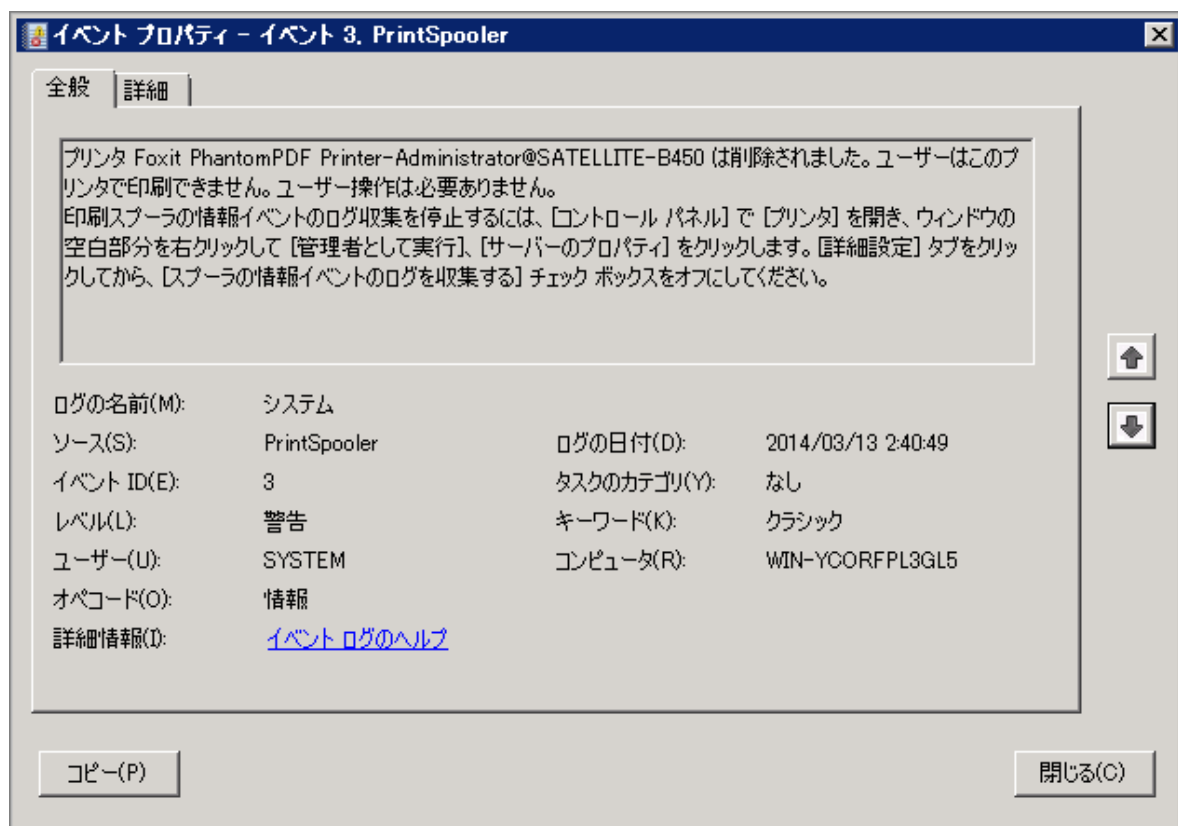 イベント プロパティ - イベント 3, PrintSpooler
全般 詳細
プリンタ Foxit PhantomPDF Printer-Administrator@SATELLITE-B450 は削除されました。ユーザーはこのプ
リンタで印刷できません。ユーザー操作は必要ありません。
印刷スプーラの情報イベントのログ収集を停止するには、[コントロール パネル] で [プリンタ] を開き、ウィンドウの
空白部分を右クリックして [管理者として実行]、[サーバーのプロパティ] をクリックします。[詳細設定] タブをクリッ
クしてから、[スプーラの情報イベントのログを収集する] チェック ボックスをオフにしてください。
ログの名前(M): システム
ソース(S): PrintSpooler ログの日付(D): 2014/03/13 2:40:49
イベント ID(E): 3 タスクのカテゴリ(Y): なし
レベル(L): 警告 キーワード(K): クラシック
ユーザー(U): SYSTEM コンピュータ(R): WIN-YCORFPL3GL5
オペコード(O): 情報
詳細情報(I): イベント ログのヘルプ
コピー(P) 閉じる(C)